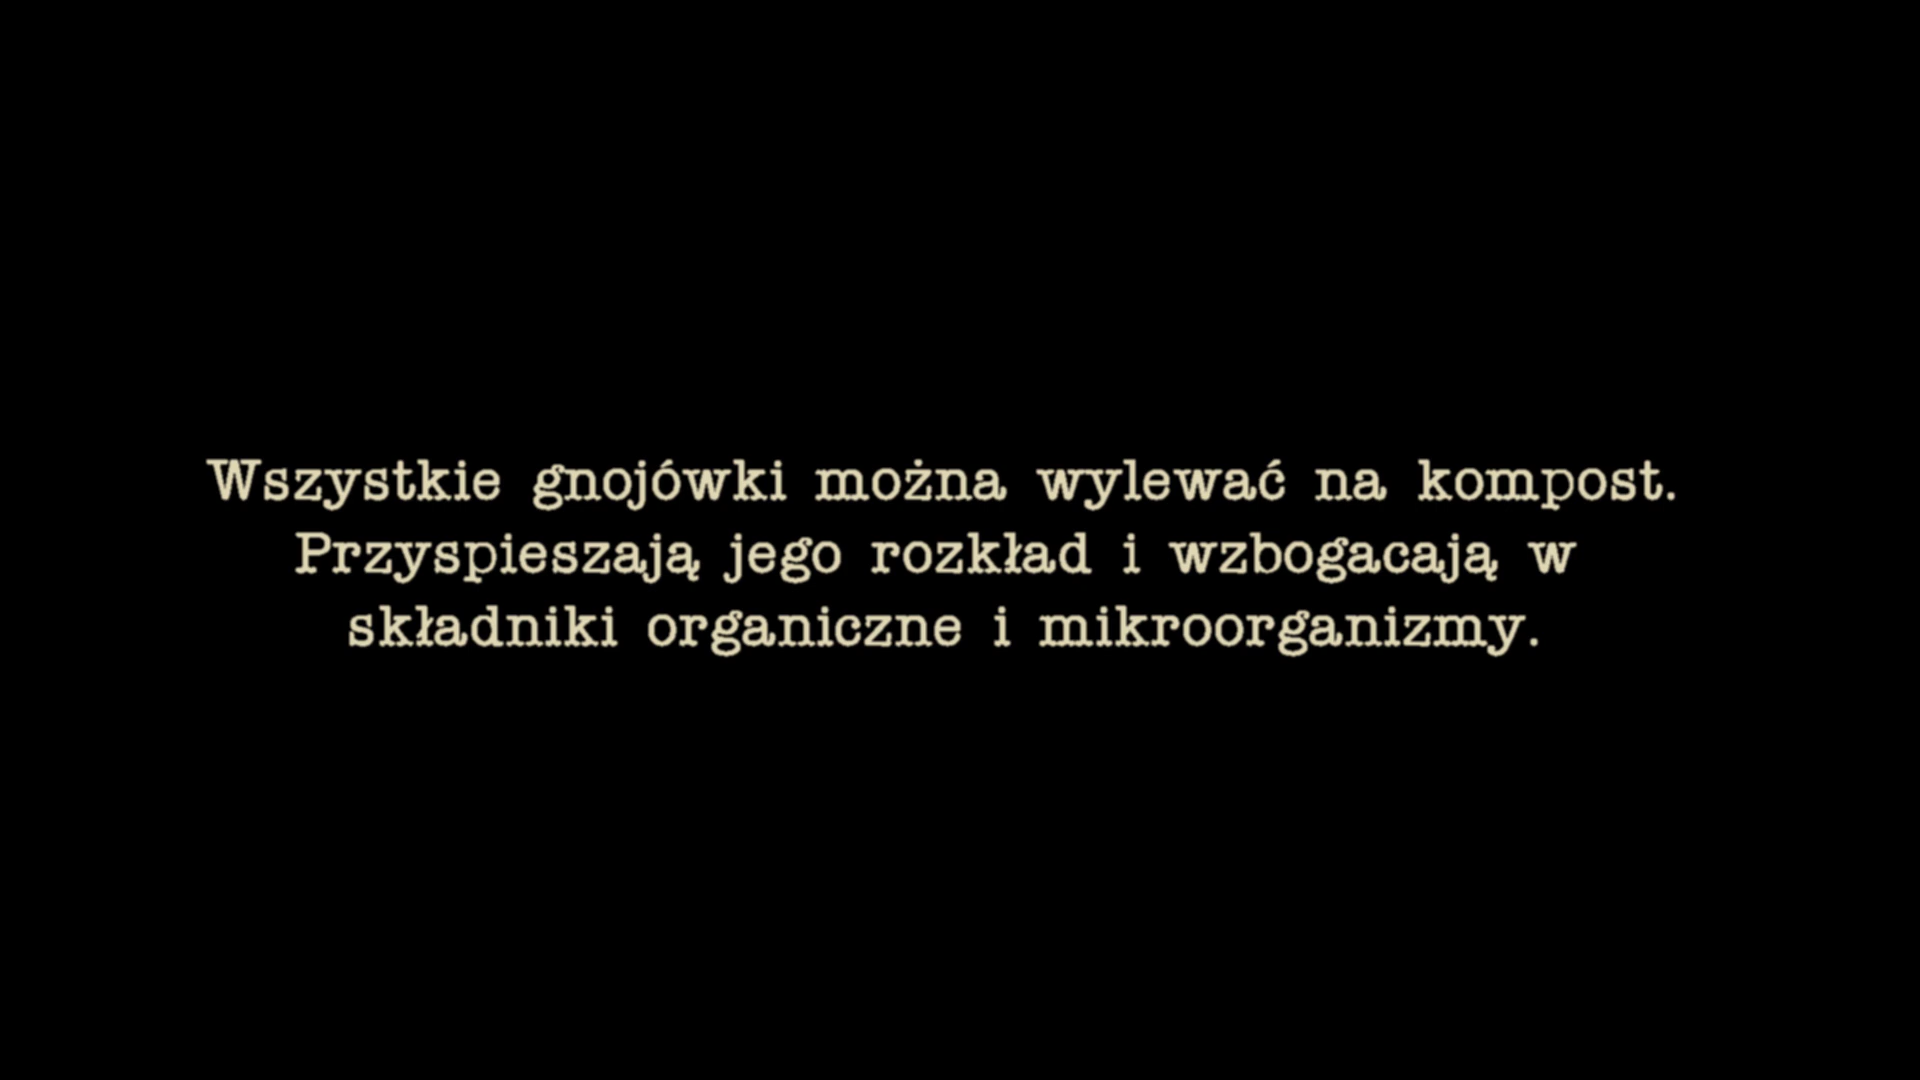 Wszystkie gnojówki można wylewać na kompost.
Przyspieszają jego rozkład i wzbogacają w
składniki organiczne i mikroorganizmy.